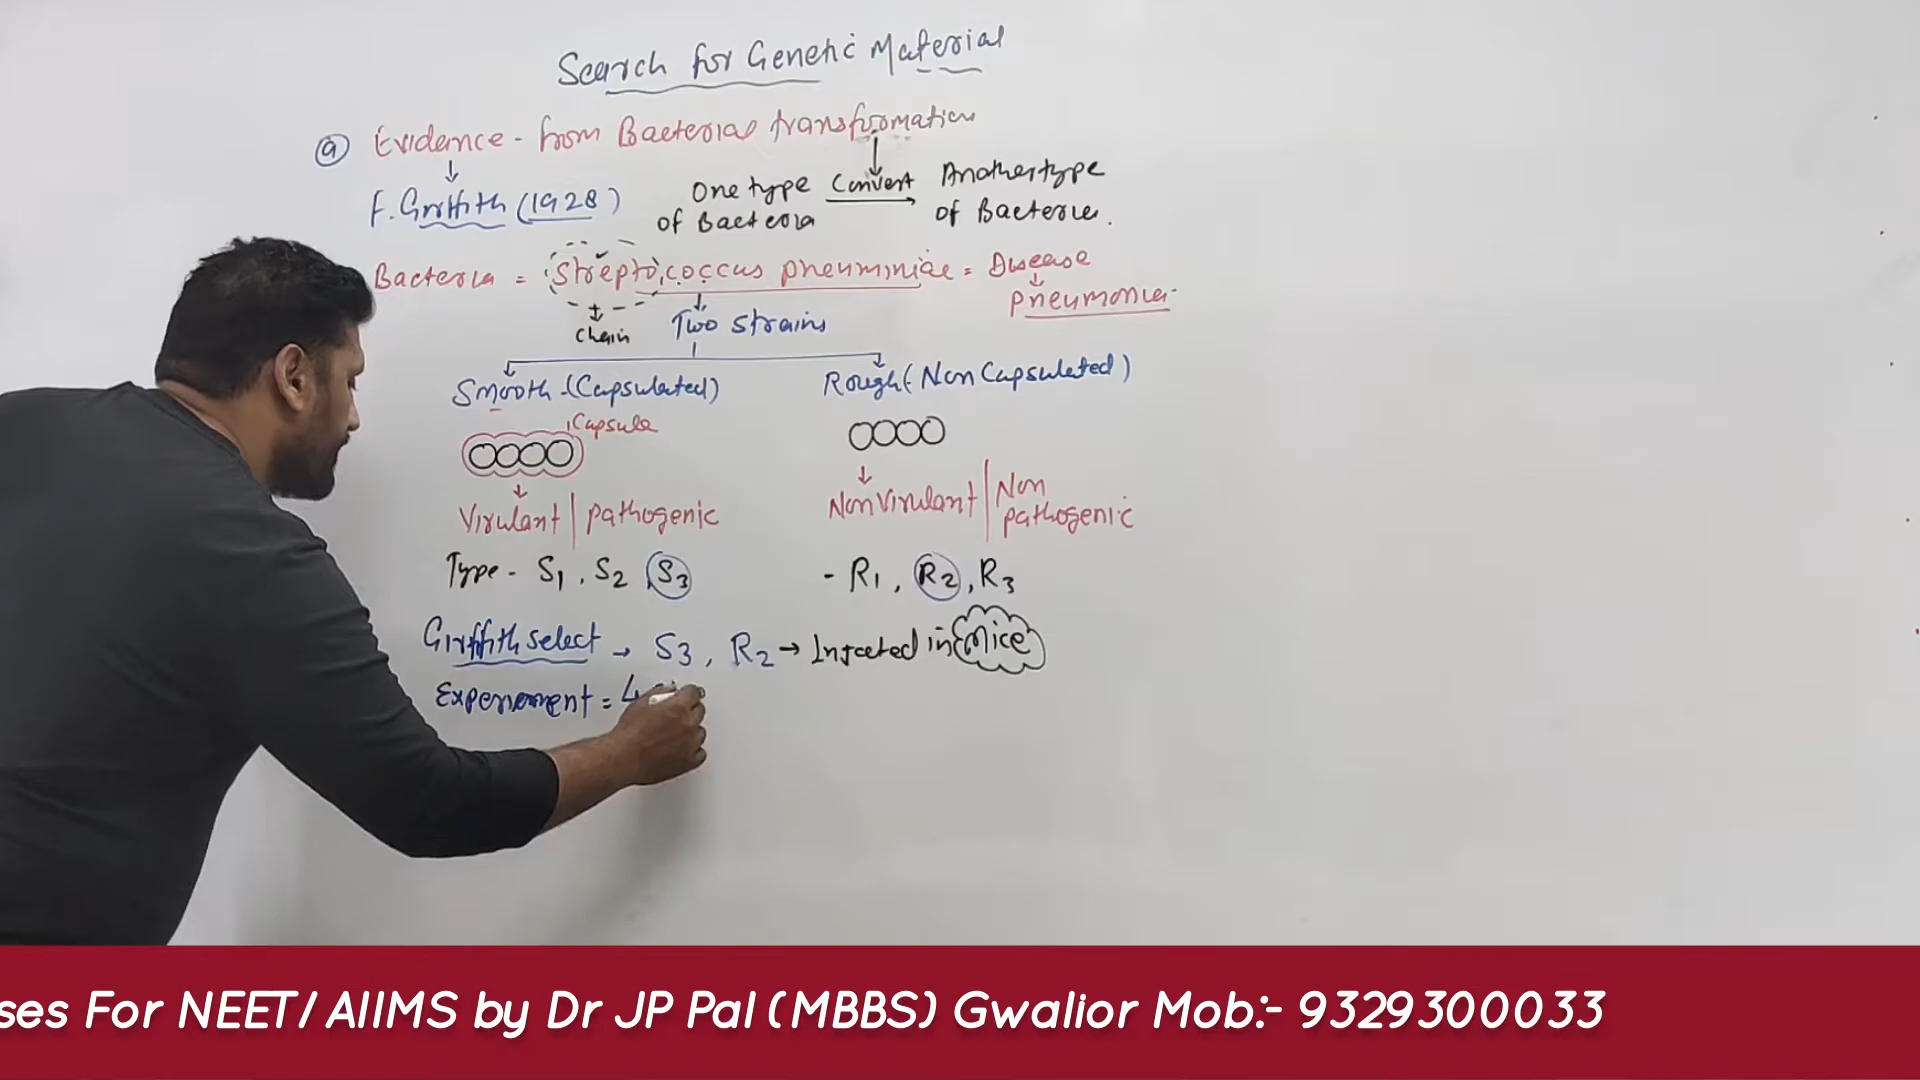 Search for Genetic Material
a Evidence - from Bacterial transformation
F. Griffith (1928)
One type of Bacteria Convert Another type of Bacteria.
Bacteria = Streptococcus pneuminiae = Disease
pneumonia
Chain
Two Strains
Smooth (Capsulated)
Rough (Non Capsulated)
Capsule
Virulant | pathogenic
Non Virulant | Non pathogenic
Type - S1, S2, S3
- R1, R2, R3
Griffith select → S3, R2 → Injected in Mice
= 4
ses For NEET/ AIIMS by Dr JP Pal (MBBS) Gwalior Mob:- 9329300033